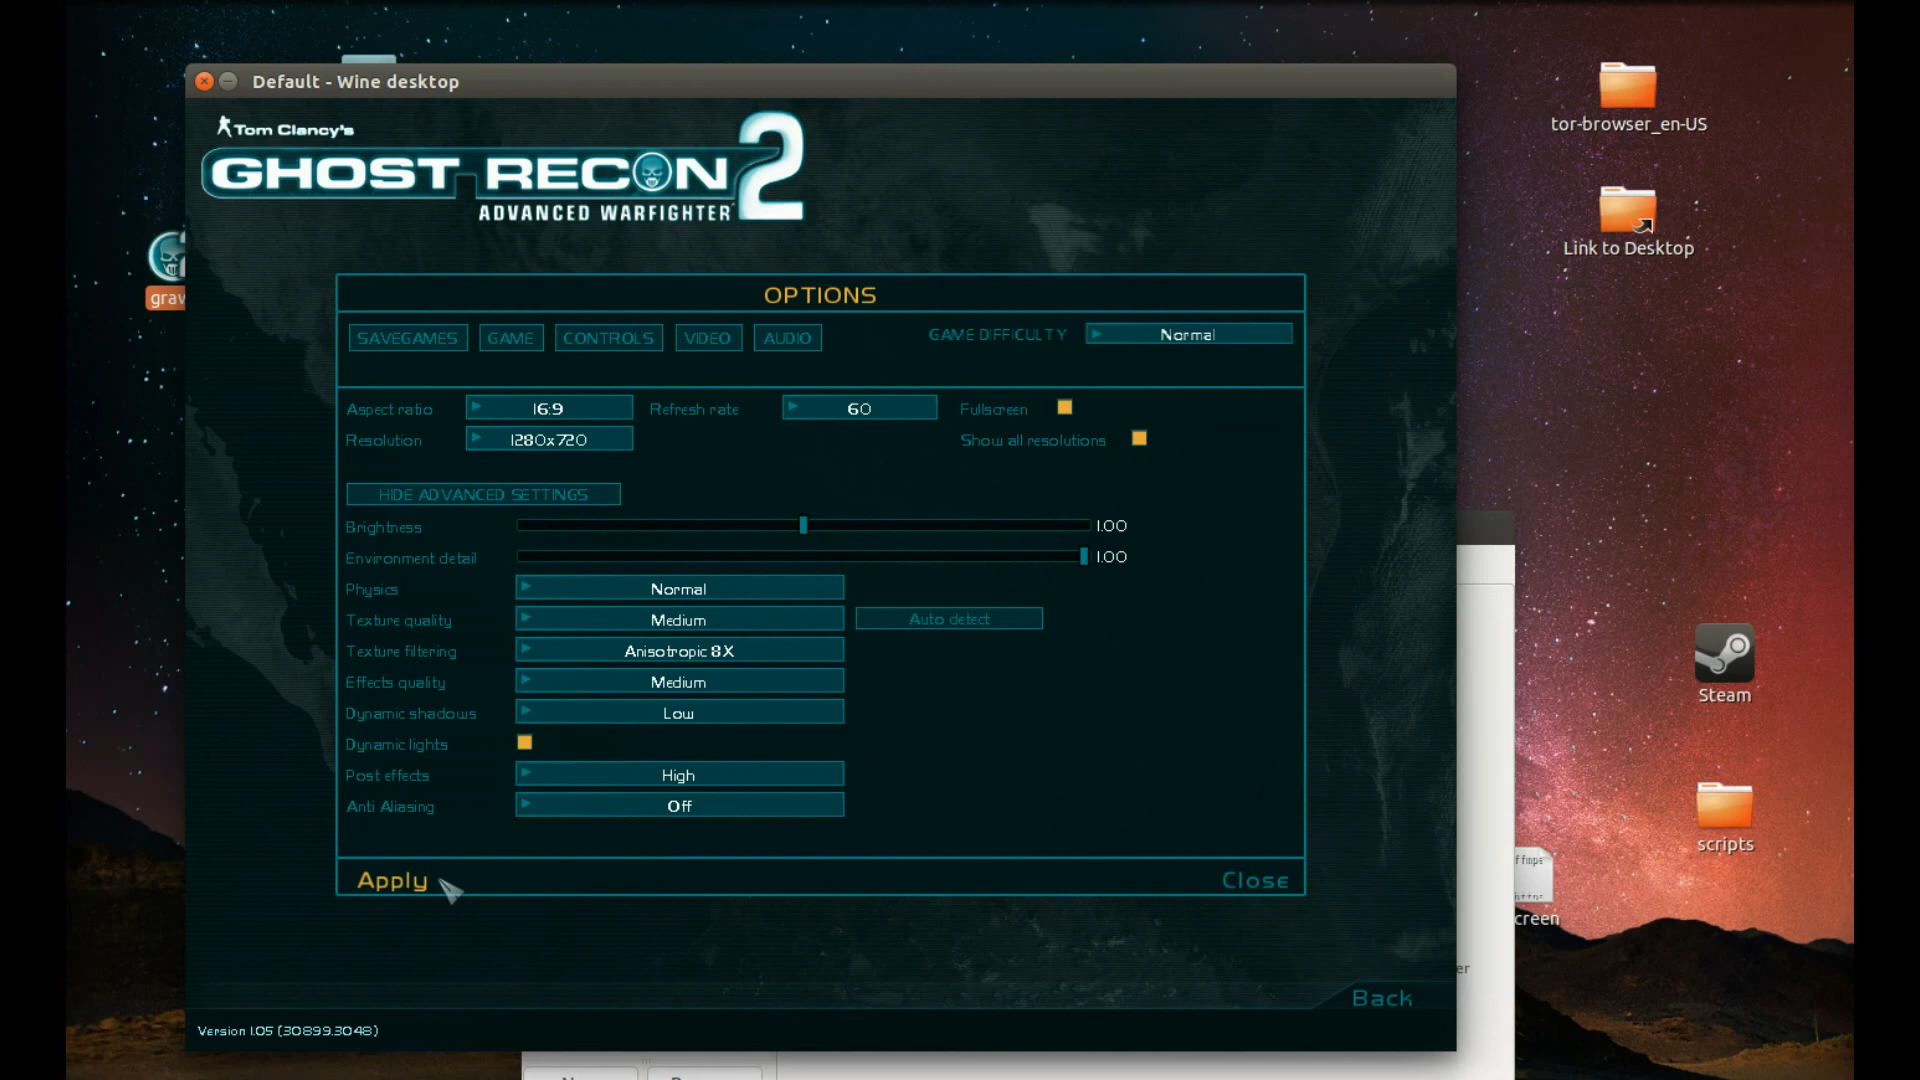 Default - Wine desktop
Tom Clancy's
GHOST RECON 2
ADVANCED WARFIGHTER
tor-browser_en-US
Link to Desktop
grav
OPTIONS
SAVEGAMES GAME CONTROLS VIDEO AUDIO GAME DIFFICULTY Normal
Aspect ratio 16:9 Refresh rate 60 Fullscreen
Resolution 1280x720 Show all resolutions
HIDE ADVANCED SETTINGS
Brightness 1.00
Environment detail 1.00
Physics Normal
Texture quality Medium Auto detect
Texture filtering Anisotropic 8X
Effects quality Medium
Dynamic shadows Low
Dynamic lights
Post effects High
Anti Aliasing Off
Apply Close
Steam
scripts
creen
er
Back
Version 1.05 (30899.3048)